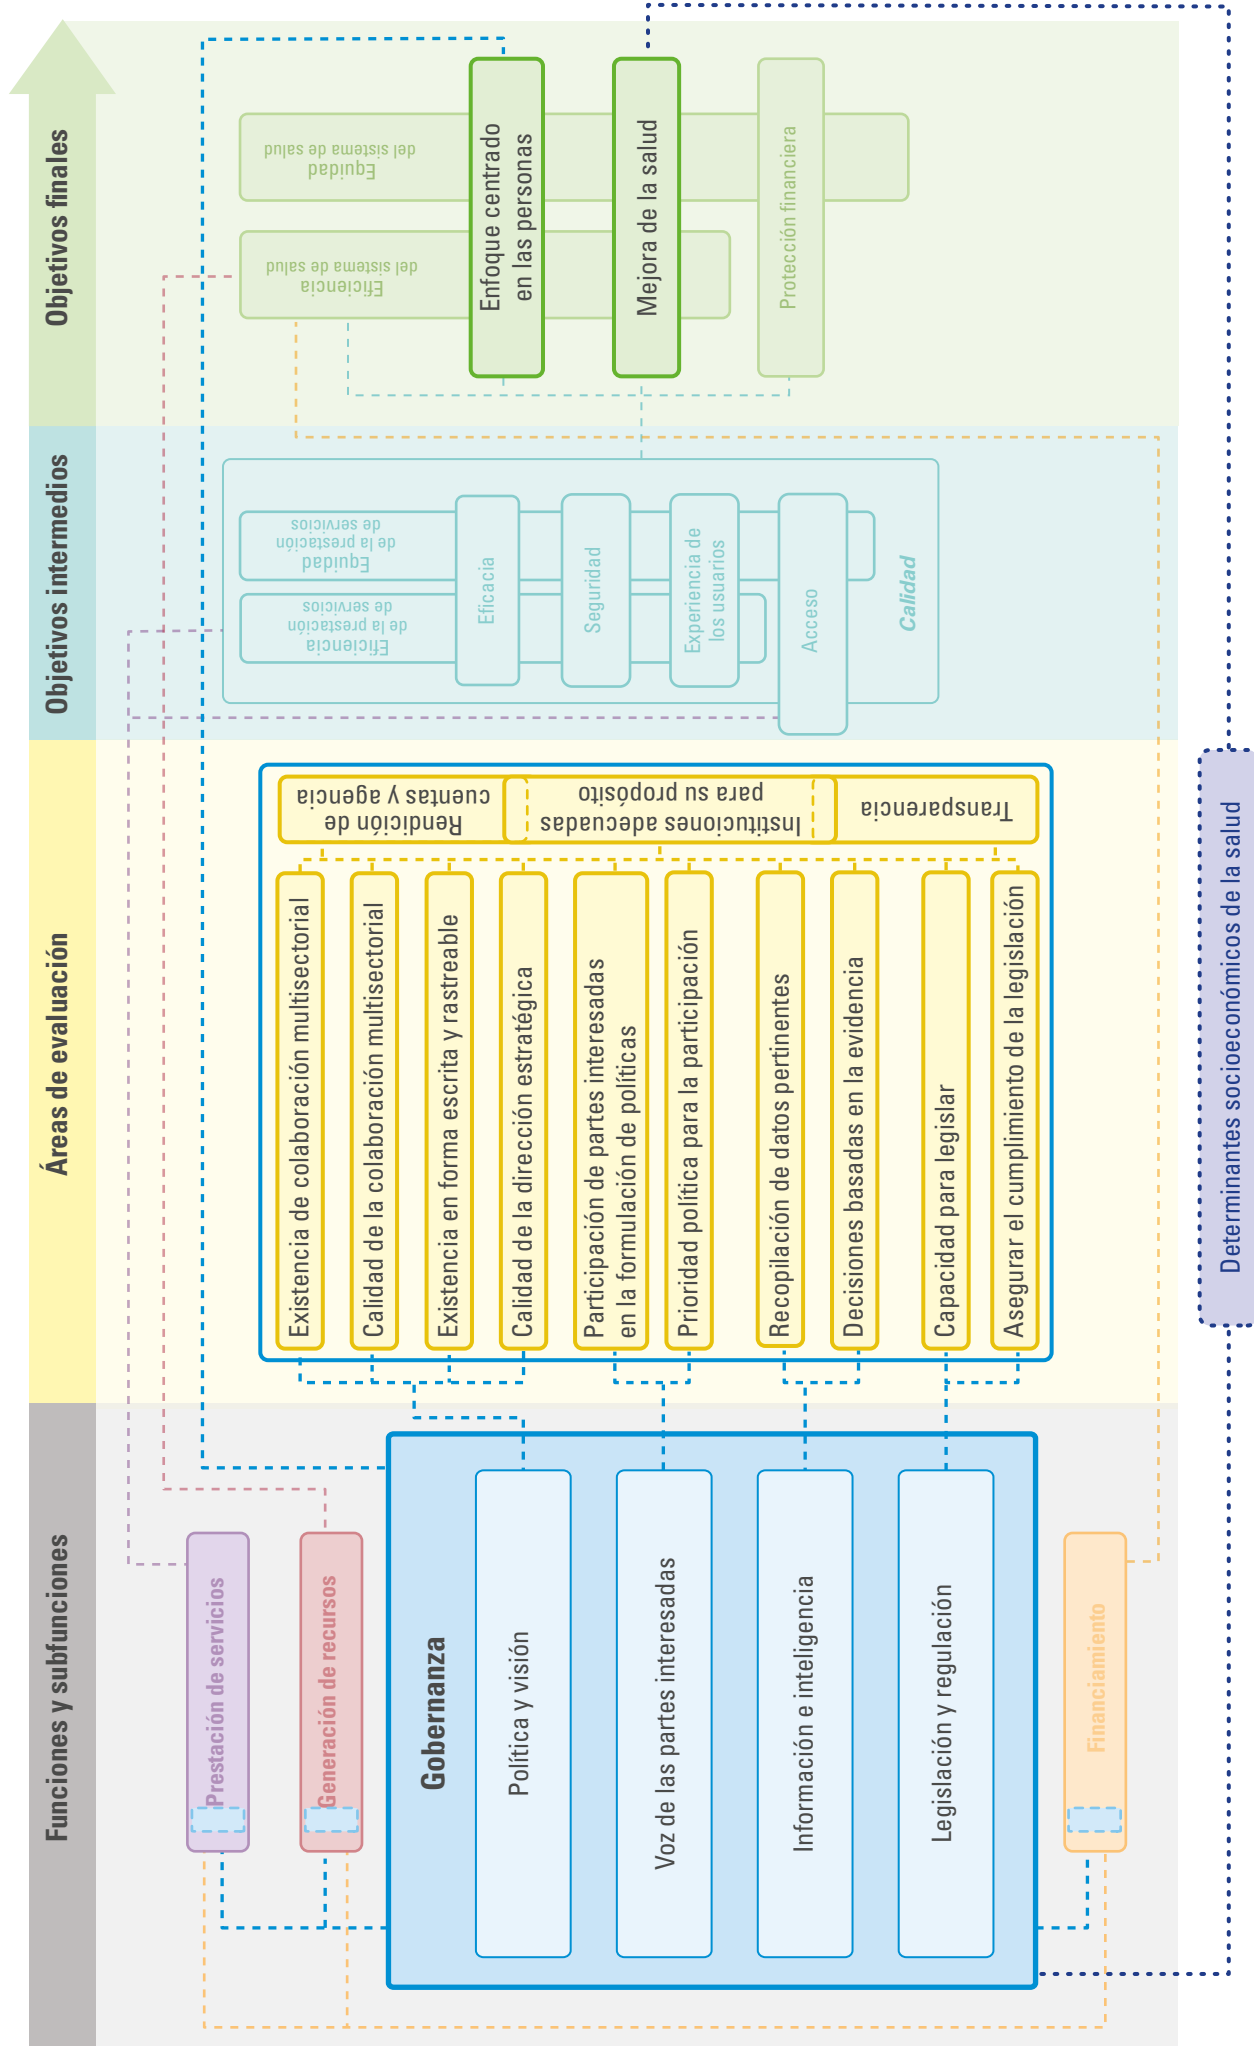 Funciones y subfunciones
Áreas de evaluación
Objetivos intermedios
Objetivos finales
Prestación de servicios
Generación de recursos
Gobernanza
Política y visión
Voz de las partes interesadas
Información e inteligencia
Legislación y regulación
Financiamiento
Existencia de colaboración multisectorial
Calidad de la colaboración multisectorial
Existencia en forma escrita y rastreable
Calidad de la dirección estratégica
Participación de partes interesadas
en la formulación de políticas
Prioridad política para la participación
Recopilación de datos pertinentes
Decisiones basadas en la evidencia
Capacidad para legislar
Asegurar el cumplimiento de la legislación
Rendición de
cuentas y agencia
Instituciones adecuadas
para su propósito
Transparencia
Eficiencia
de la prestación
de servicios
Equidad
de la prestación
de servicios
Eficacia
Seguridad
Experiencia de
los usuarios
Acceso
Calidad
Eficiencia
del sistema de salud
Equidad
del sistema de salud
Enfoque centrado
en las personas
Mejora de la salud
Protección financiera
Determinantes socioeconómicos de la salud